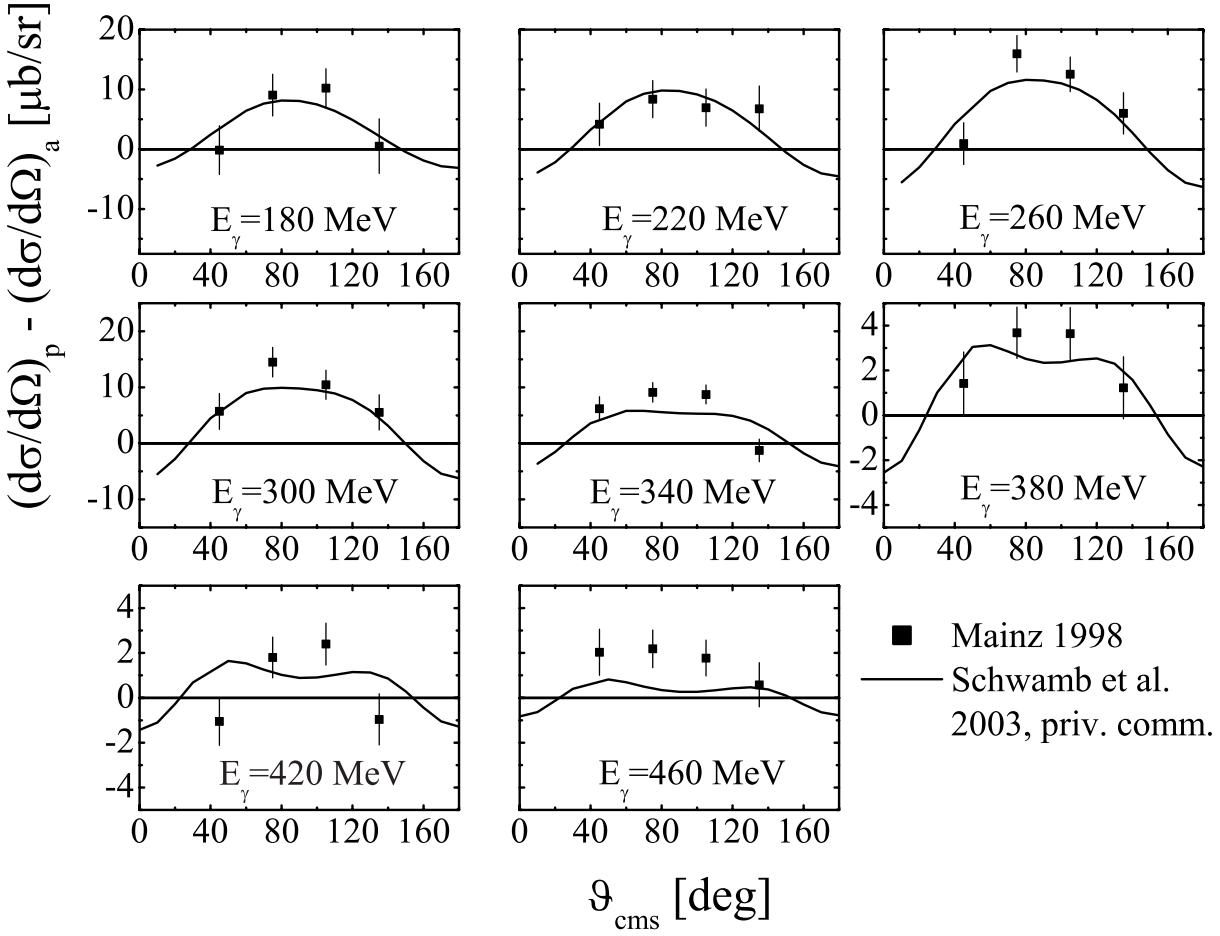 (dσ/dΩ)p - (dσ/dΩ)a [μb/sr]
20
10
0
-10
Eγ=180 MeV
0 40 80 120 160
Eγ=220 MeV
0 40 80 120 160
20
10
0
-10
Eγ=260 MeV
0 40 80 120 160
20
10
0
-10
Eγ=300 MeV
0 40 80 120 160
Eγ=340 MeV
0 40 80 120 160
4
2
0
-2
-4
Eγ=380 MeV
0 40 80 120 160
4
2
0
-2
-4
Eγ=420 MeV
0 40 80 120 160
Eγ=460 MeV
0 40 80 120 160
Mainz 1998
Schwamb et al.
2003, priv. comm.
ϑcms [deg]